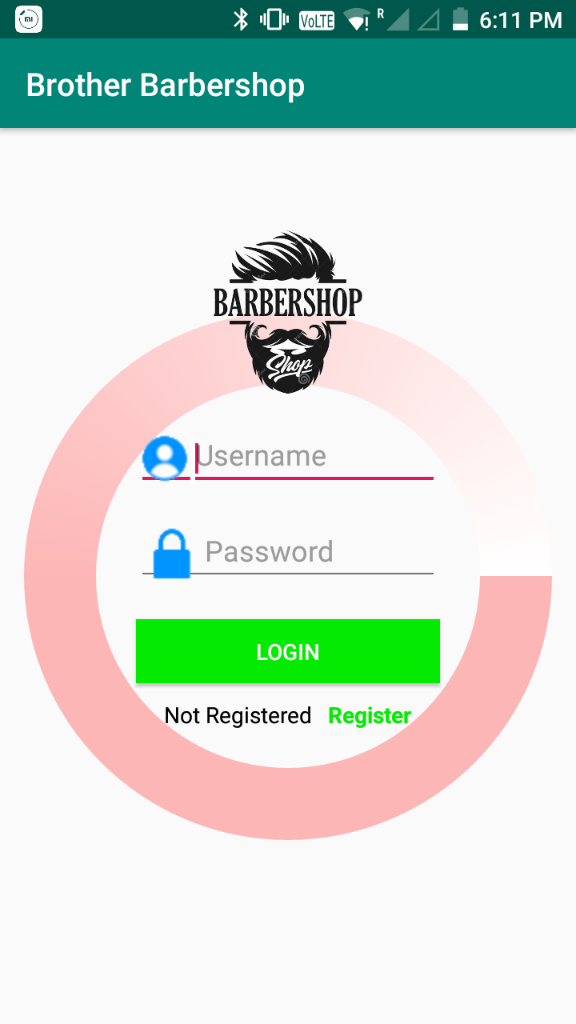 VoLTE R 6:11 PM
Brother Barbershop
BARBERSHOP
Shop
Username
Password
LOGIN
Not Registered Register